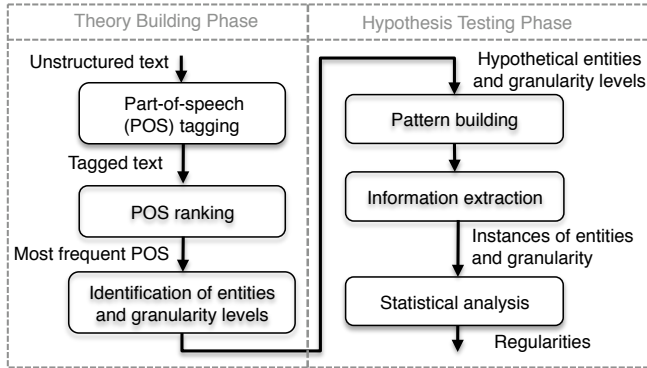 Theory Building Phase
Unstructured text
Part-of-speech
(POS) tagging
Tagged text
POS ranking
Most frequent POS
Identification of entities
and granularity levels
Hypothesis Testing Phase
Hypothetical entities
and granularity levels
Pattern building
Information extraction
Instances of entities
and granularity
Statistical analysis
Regularities